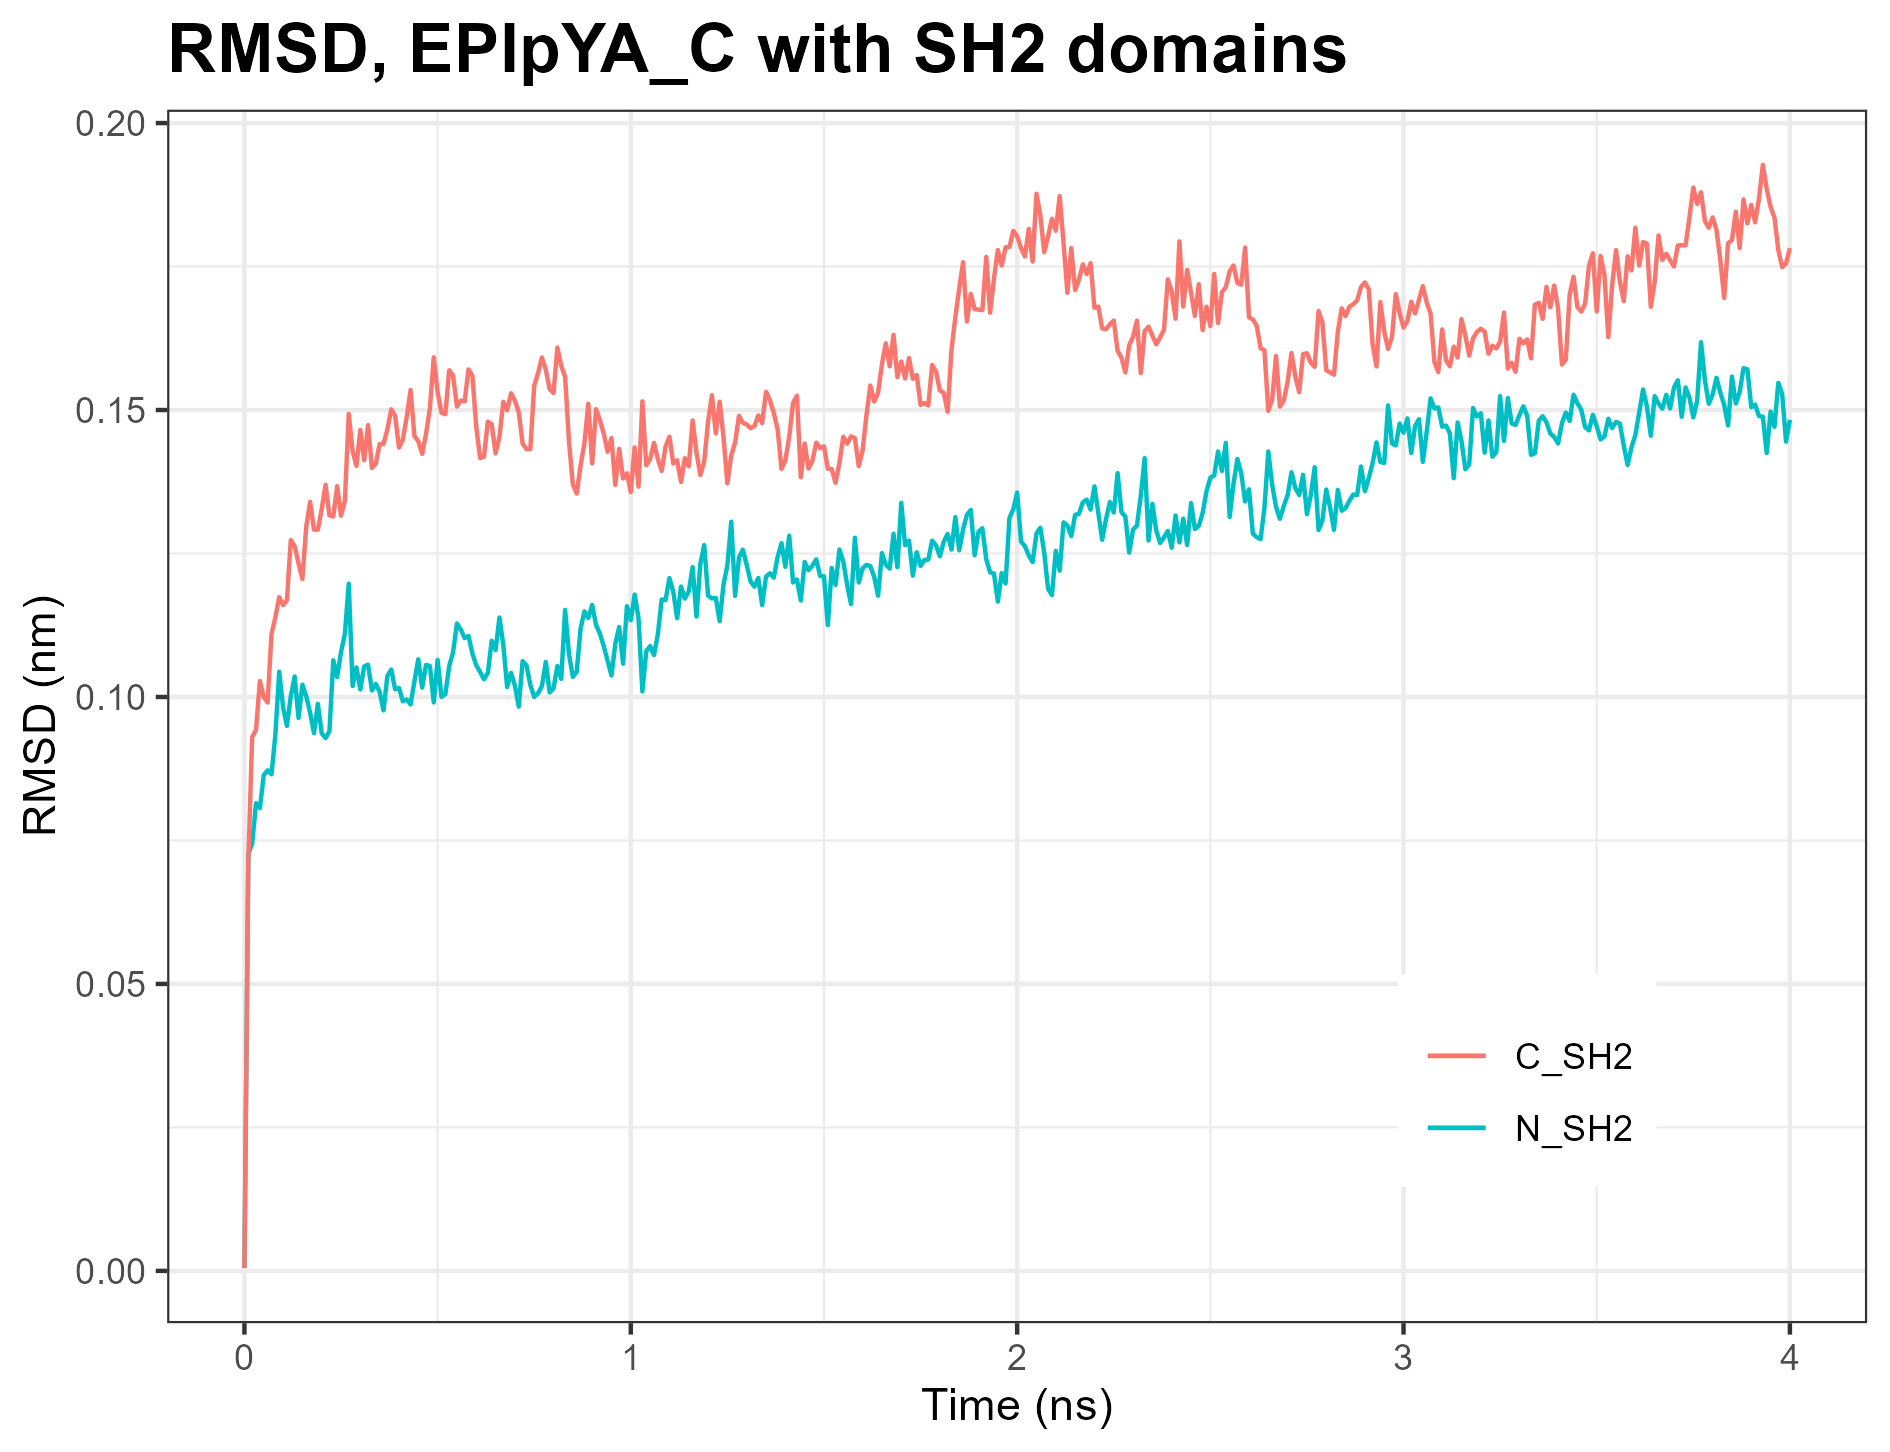 RMSD, EPIpYA_C with SH2 domains
0.20
0.15
0.10
0.05
0.00
RMSD (nm)
C_SH2
N_SH2
0 1 2 3 4
Time (ns)